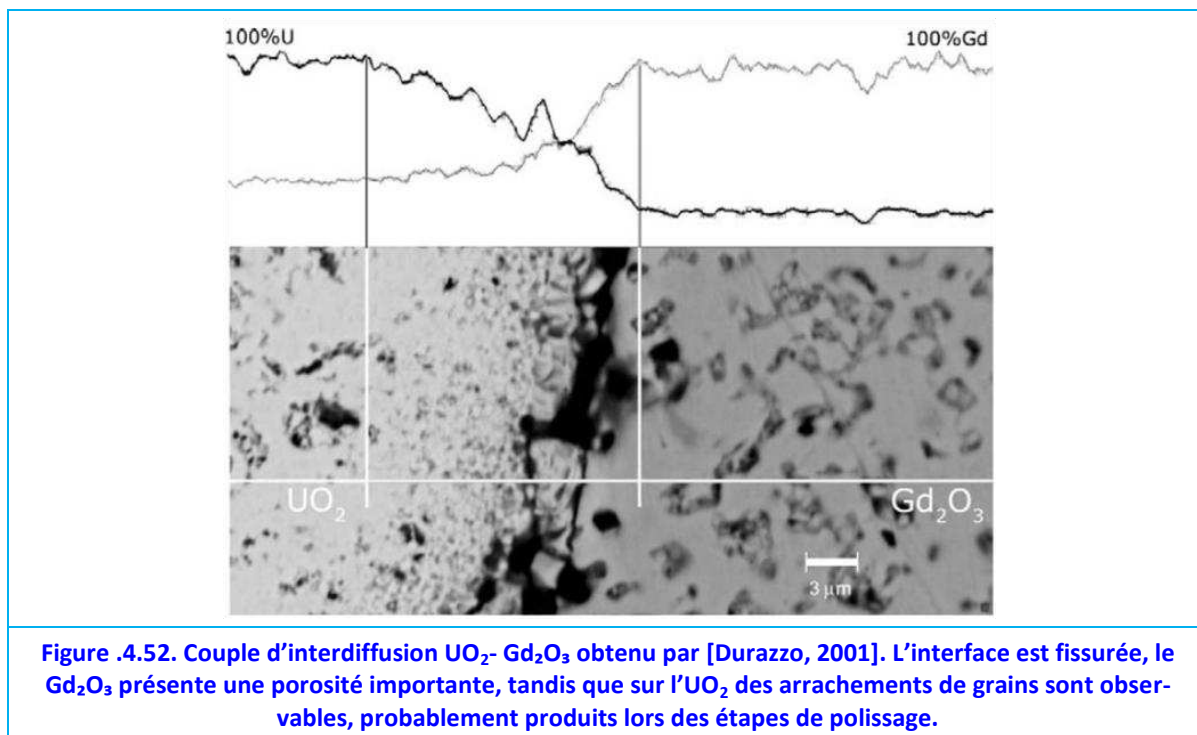 100%U
100%Gd
UO₂
Gd₂O₃
3 μm
Figure .4.52. Couple d’interdiffusion UO₂- Gd₂O₃ obtenu par [Durazzo, 2001]. L’interface est fissurée, le
Gd₂O₃ présente une porosité importante, tandis que sur l’UO₂ des arrachements de grains sont obser-
vables, probablement produits lors des étapes de polissage.